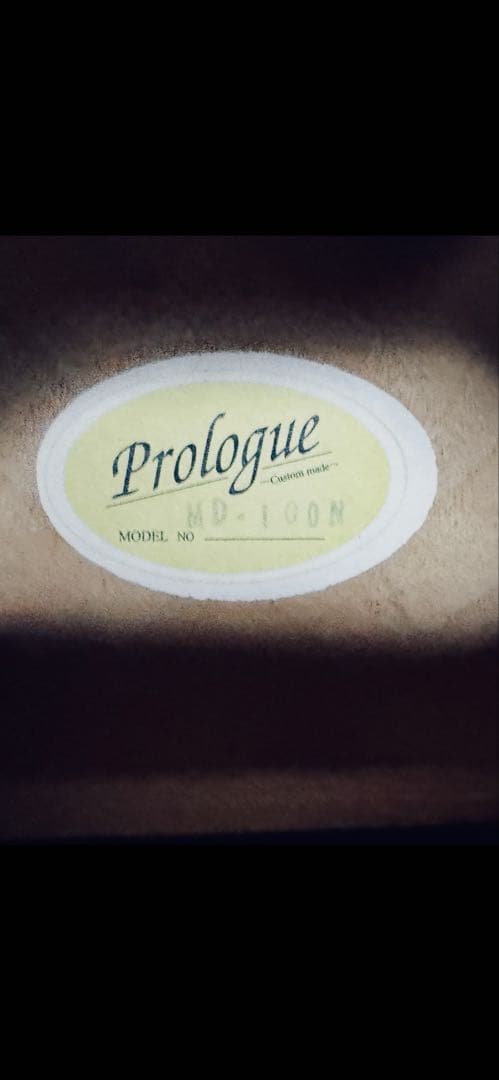 Prologue
~Custom made~
MD-100N
MODEL NO